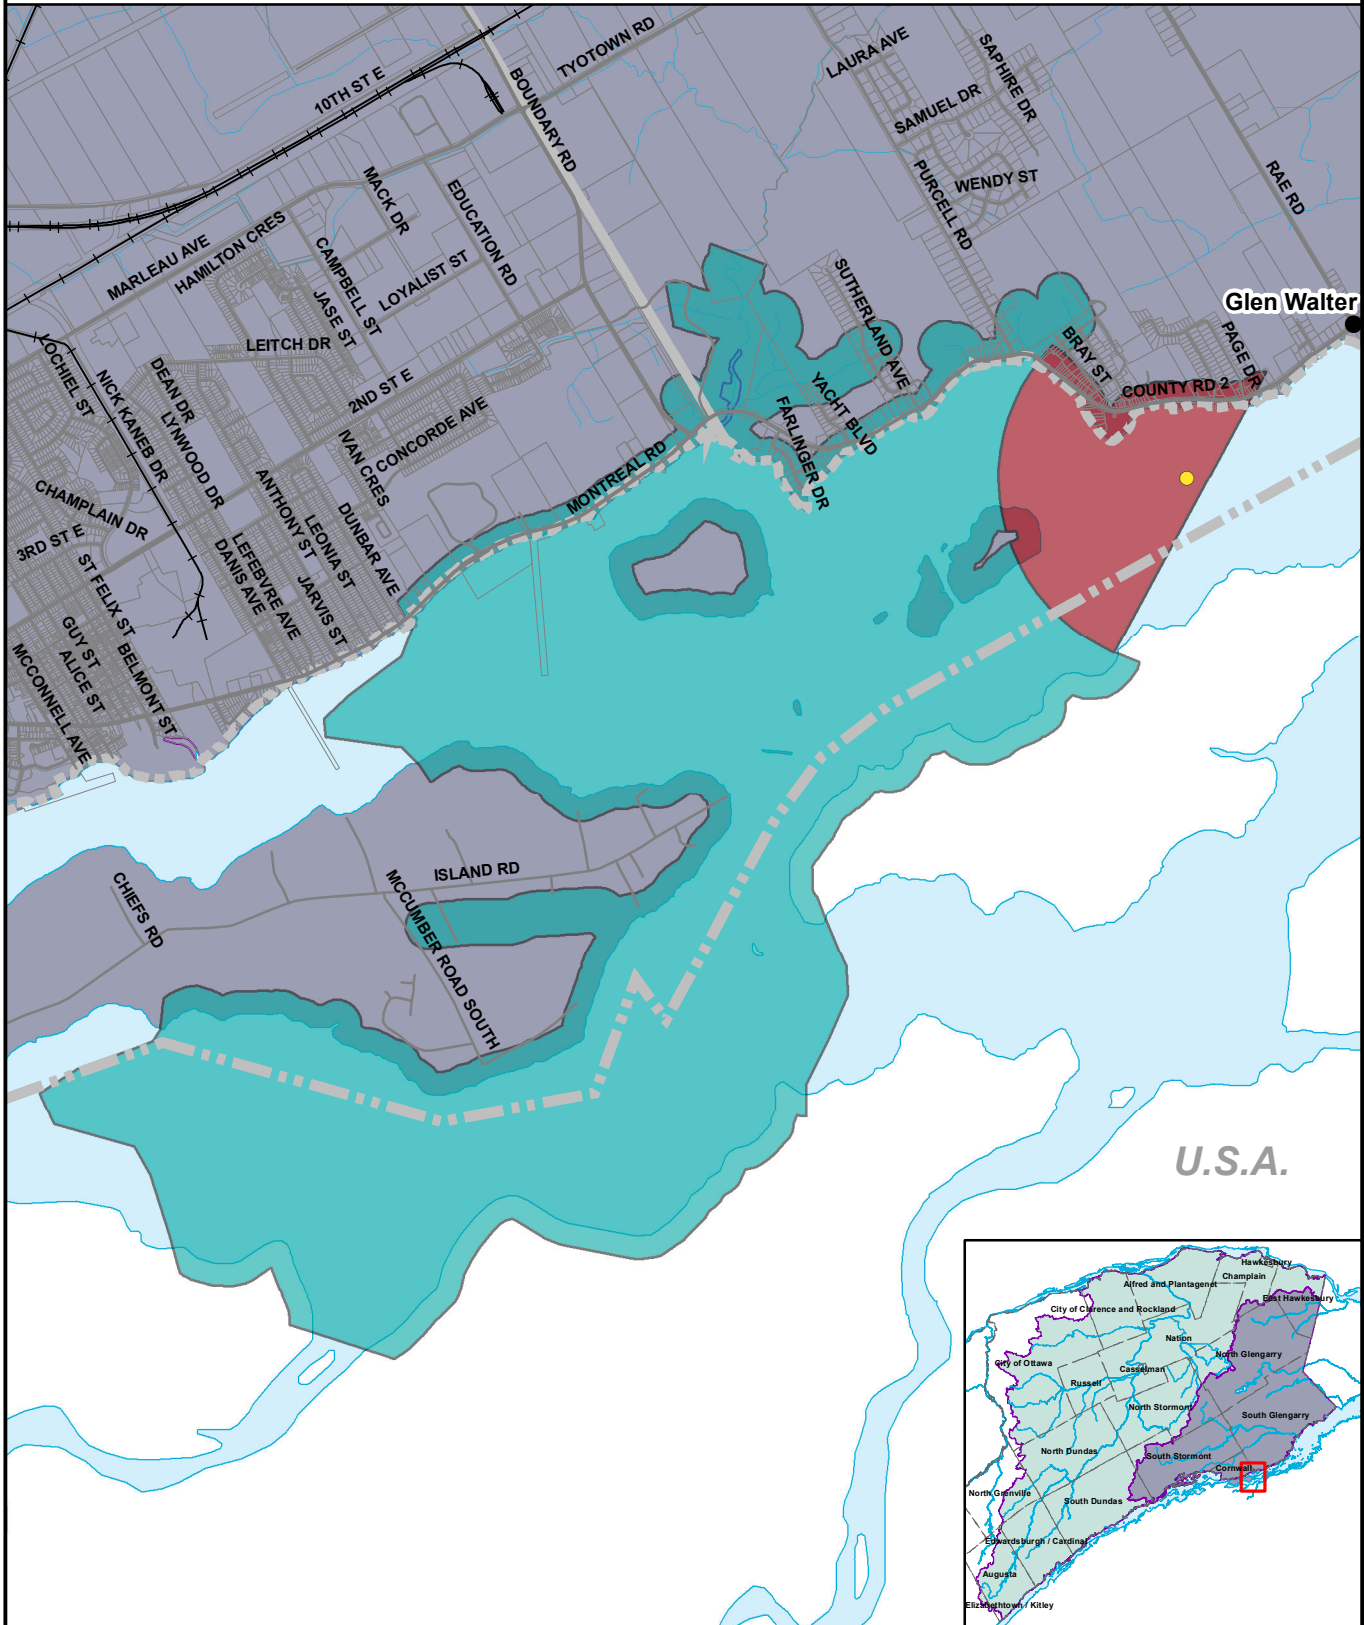 TYOTOWN RD
LAURA AVE
SAPHIRE DR
10TH ST E
BOUNDARY RD
SAMUEL DR
WENDY ST
MACK DR
EDUCATION RD
PURCELL RD
RAE RD
MARLEAU AVE
HAMILTON CRES
CAMPBELL ST
LOYALIST ST
JASE ST
SUTHERLAND AVE
Glen Walter
LEITCH DR
BRAY ST
PAGE DR
LOCHIEL ST
NICK KANEB DR
DEAN DR
LYNWOOD DR
2ND ST E
CONCORDE AVE
IVAN CRES
YACHT BLVD
FARLINGER DR
COUNTY RD 2
MONTREAL RD
CHAMPLAIN DR
3RD ST E
ANTHONY ST
LEONIA ST
DUNBAR AVE
LEFEBVRE AVE
DANIS AVE
JARVIS ST
ST FELIX ST
GUY ST
ALICE ST
BELMONT ST
MCCONNELL AVE
ISLAND RD
CHIEFS RD
MCCUMBER ROAD SOUTH
U.S.A.
Hawkesbury
Champlain
Alfred and Plantagenet
East Hawkesbury
City of Clarence and Rockland
Nation
North Glengarry
City of Ottawa
Casselman
Russell
North Stormont
South Glengarry
North Dundas
South Stormont
Cornwall
North Grenville
South Dundas
Edwardsburgh / Cardinal
Augusta
Elizabethtown / Kitley